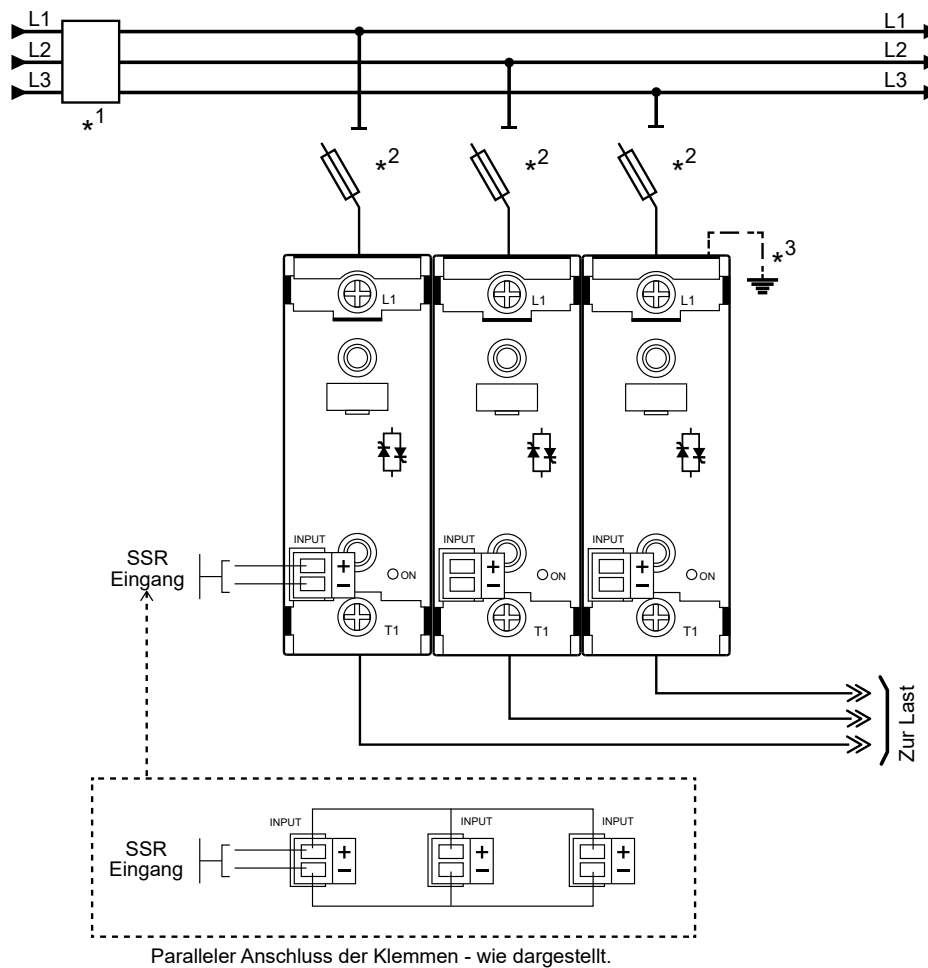 L1 L1
L2 L2
L3 L3
*1
*2 *2 *2
*3
L1 L1 L1
INPUT INPUT INPUT
SSR
Eingang
+ + +
− − −
ON ON ON
T1 T1 T1
Zur Last
INPUT INPUT INPUT
SSR
Eingang
+ + +
− − −
Paralleler Anschluss der Klemmen - wie dargestellt.